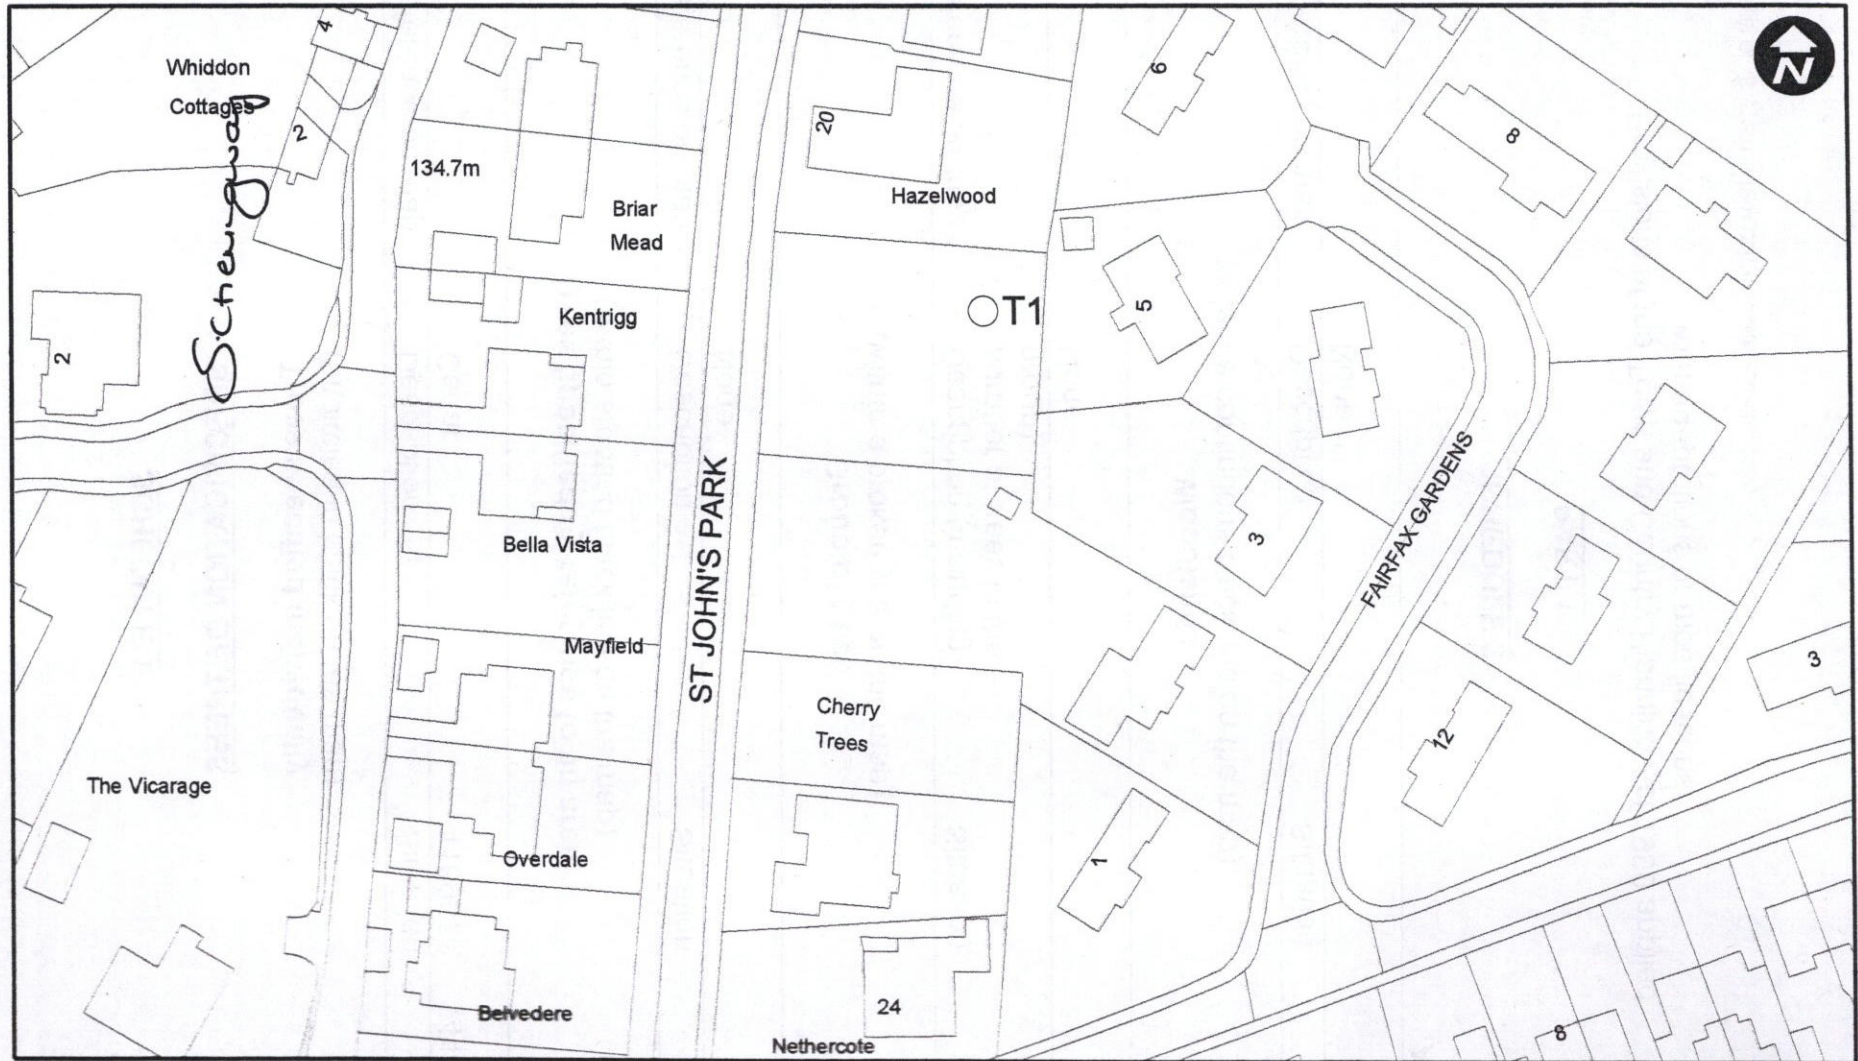 N
4
Whiddon
Cottages
2
134.7m
Briar
Mead
20
Hazelwood
6
8
2
Kentrigg
T1
5
Bella Vista
ST JOHN'S PARK
3
FAIRFAX GARDENS
Mayfield
Cherry
Trees
12
3
The Vicarage
Overdale
1
Belvedere
24
Nethercote
8